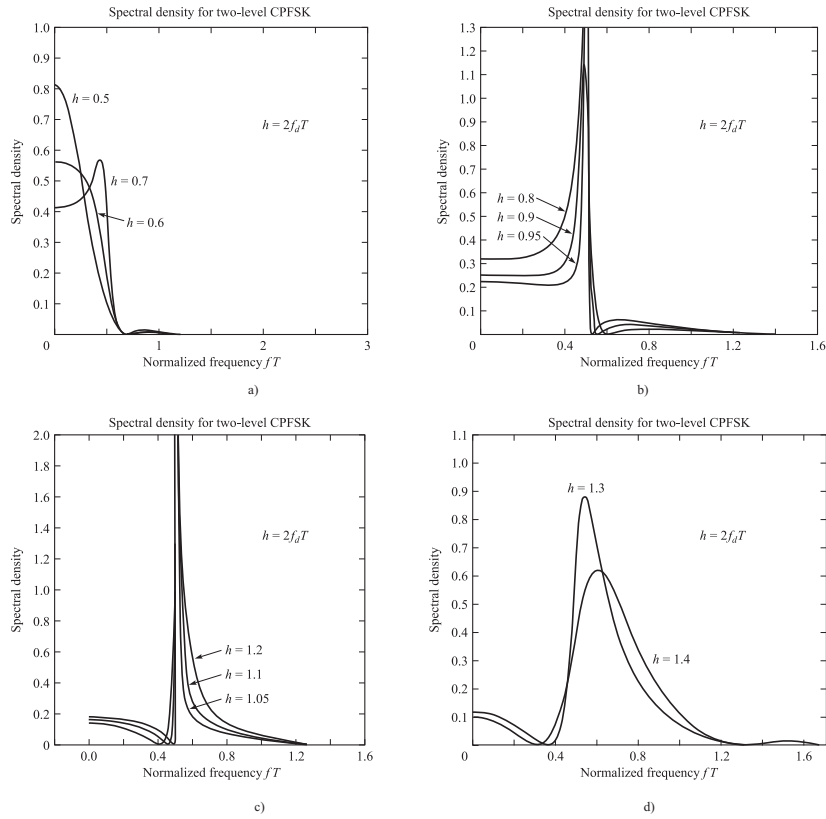 Spectral density for two-level CPFSK
1.0
0.9
0.8
0.7
0.6
0.5
0.4
0.3
0.2
0.1
Spectral density
h = 0.5
h = 2f_dT
h = 0.7
h = 0.6
0 1 2 3
Normalized frequency f T
a)
Spectral density for two-level CPFSK
1.3
1.2
1.1
1.0
0.9
0.8
0.7
0.6
0.5
0.4
0.3
0.2
0.1
Spectral density
h = 2f_dT
h = 0.8
h = 0.9
h = 0.95
0 0.4 0.8 1.2 1.6
Normalized frequency f T
b)
Spectral density for two-level CPFSK
2.0
1.8
1.6
1.4
1.2
1.0
0.8
0.6
0.4
0.2
0
Spectral density
h = 2f_dT
h = 1.2
h = 1.1
h = 1.05
0.0 0.4 0.8 1.2 1.6
Normalized frequency f T
c)
Spectral density for two-level CPFSK
1.1
1.0
0.9
0.8
0.7
0.6
0.5
0.4
0.3
0.2
0.1
Spectral density
h = 1.3
h = 2f_dT
h = 1.4
0 0.4 0.8 1.2 1.6
Normalized frequency f T
d)